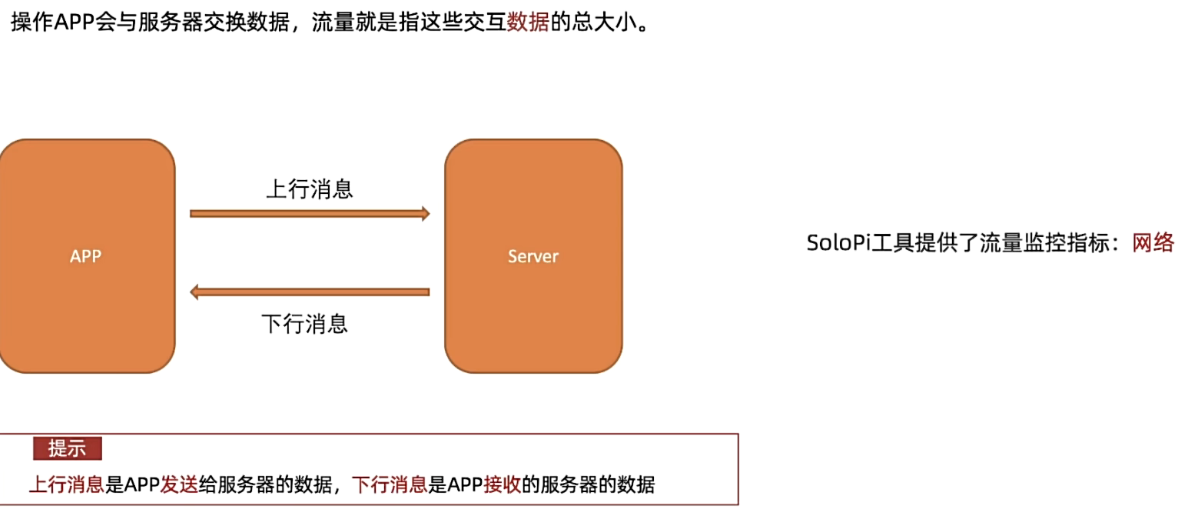 操作APP会与服务器交换数据，流量就是指这些交互数据的总大小。
上行消息
APP
Server
下行消息
SoloPi工具提供了流量监控指标：网络
提示
上行消息是APP发送给服务器的数据，下行消息是APP接收的服务器的数据